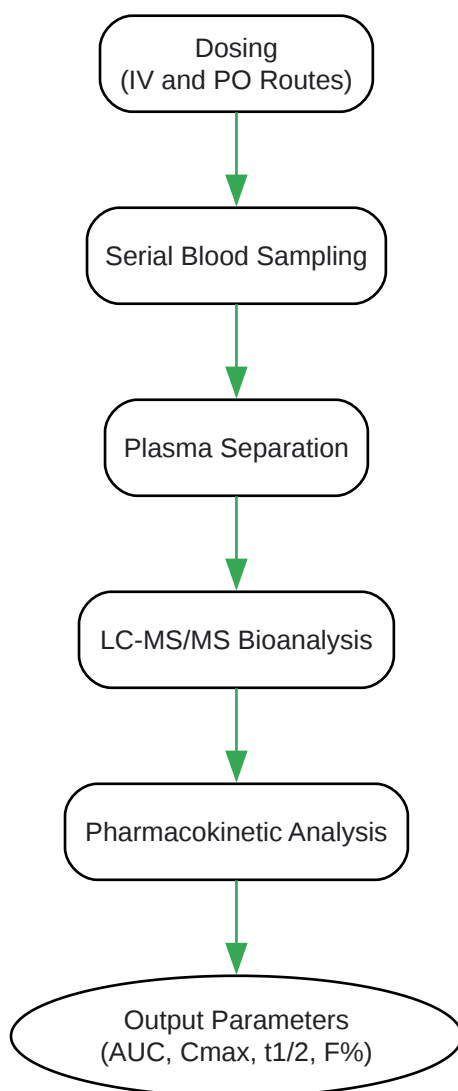 Dosing
(IV and PO Routes)
Serial Blood Sampling
Plasma Separation
LC-MS/MS Bioanalysis
Pharmacokinetic Analysis
Output Parameters
(AUC, Cmax, t1/2, F%)